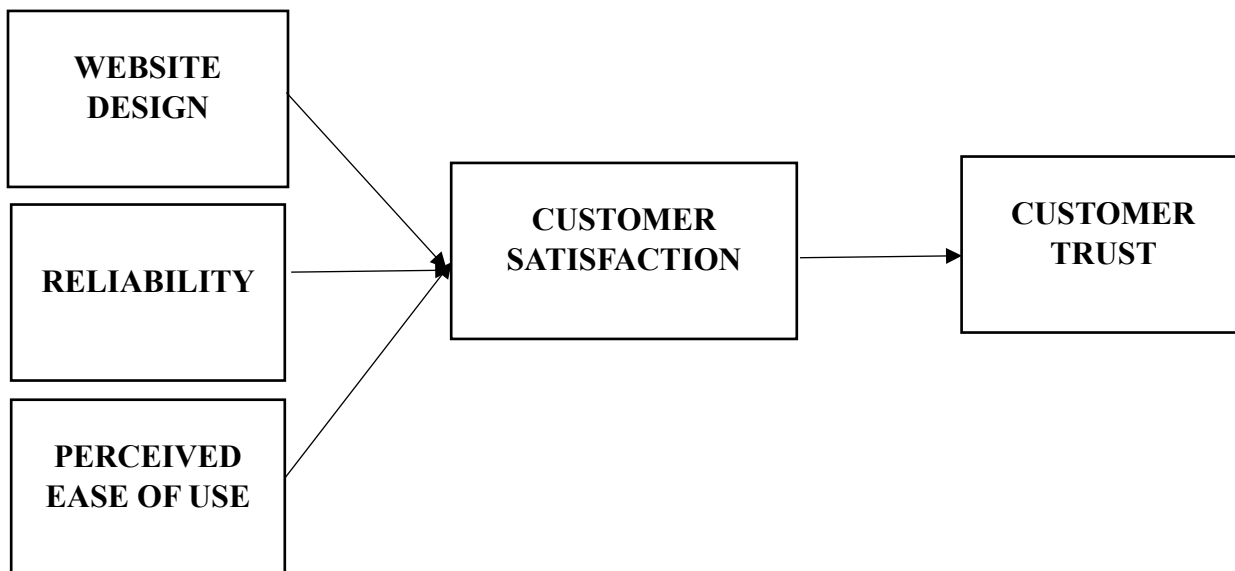 WEBSITE
DESIGN
RELIABILITY
PERCEIVED
EASE OF USE
CUSTOMER
SATISFACTION
CUSTOMER
TRUST